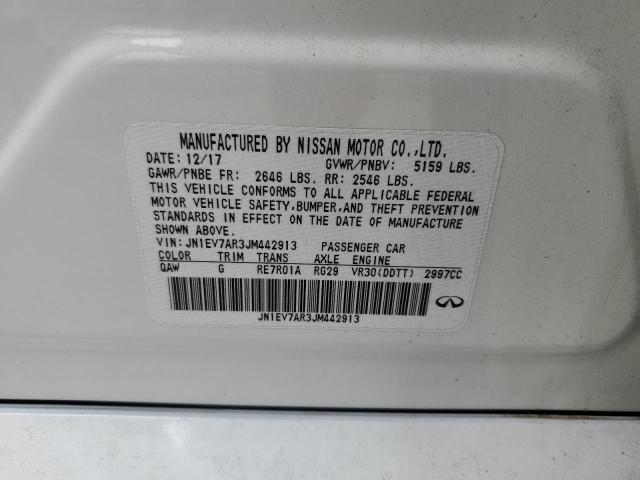 MANUFACTURED BY NISSAN MOTOR CO.,LTD.
DATE: 12/17 GVWR/PNBV: 5159 LBS.
GAWR/PNBE FR: 2646 LBS. RR: 2546 LBS.
THIS VEHICLE CONFORMS TO ALL APPLICABLE FEDERAL
MOTOR VEHICLE SAFETY,BUMPER,AND THEFT PREVENTION
STANDARDS IN EFFECT ON THE DATE OF MANUFACTURE
SHOWN ABOVE.
VIN: JN1EV7AR3JM442913 PASSENGER CAR
COLOR TRIM TRANS AXLE ENGINE
QAW G RE7R01A RG29 VR30(DDTT) 2997CC
JN1EV7AR3JM442913